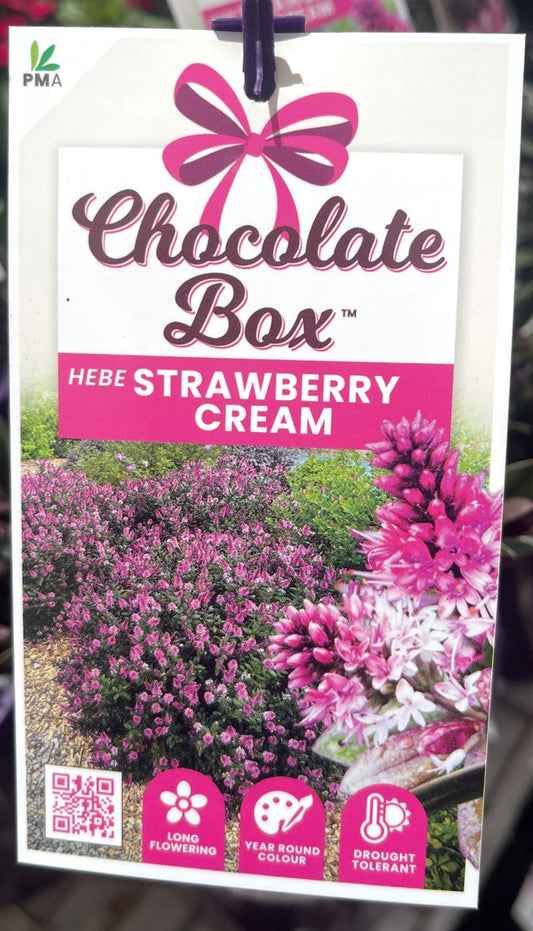 PMA
Chocolate
Box™
HEBE STRAWBERRY
CREAM
LONG
FLOWERING
YEAR ROUND
COLOUR
DROUGHT
TOLERANT